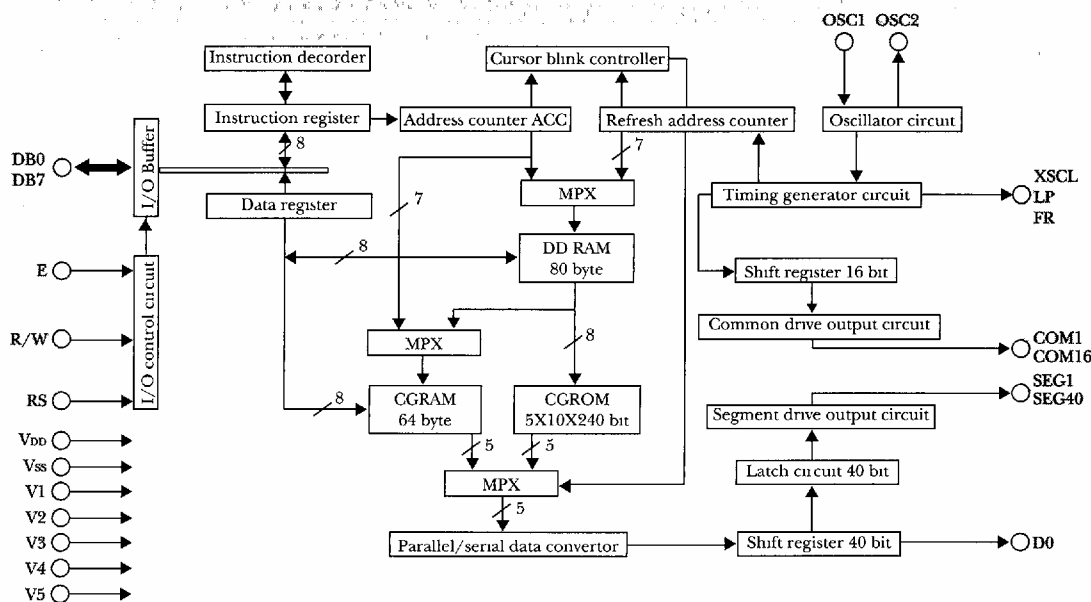 OSC1 OSC2
Instruction decorder
Cursor blink controller
Instruction register
Address counter ACC
Refresh address counter
Oscillator circuit
8
7
DB0
DB7
I/O Buffer
MPX
Timing generator circuit
XSCL
LP
FR
Data register
7
8
DD RAM
80 byte
E
Shift register 16 bit
I/O control circuit
Common drive output circuit
R/W
MPX
8
COM1
COM16
CGRAM
64 byte
CGROM
5X10X240 bit
SEG1
SEG40
RS
8
Segment drive output circuit
VDD
5
5
VSS
MPX
Latch circuit 40 bit
V1
5
V2
Parallel/serial data convertor
Shift register 40 bit
D0
V3
V4
V5